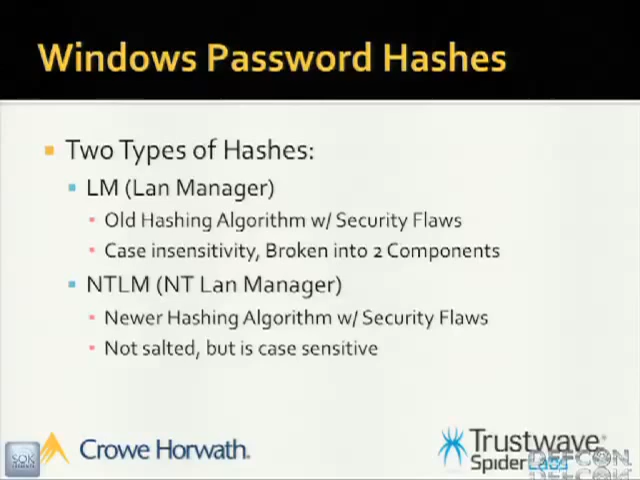 Windows Password Hashes
Two Types of Hashes:
LM (Lan Manager)
Old Hashing Algorithm w/ Security Flaws
Case insensitivity, Broken into 2 Components
NTLM (NT Lan Manager)
Newer Hashing Algorithm w/ Security Flaws
Not salted, but is case sensitive
Crowe Horwath.
Trustwave
SpiderLabs
DEFCON
SOK